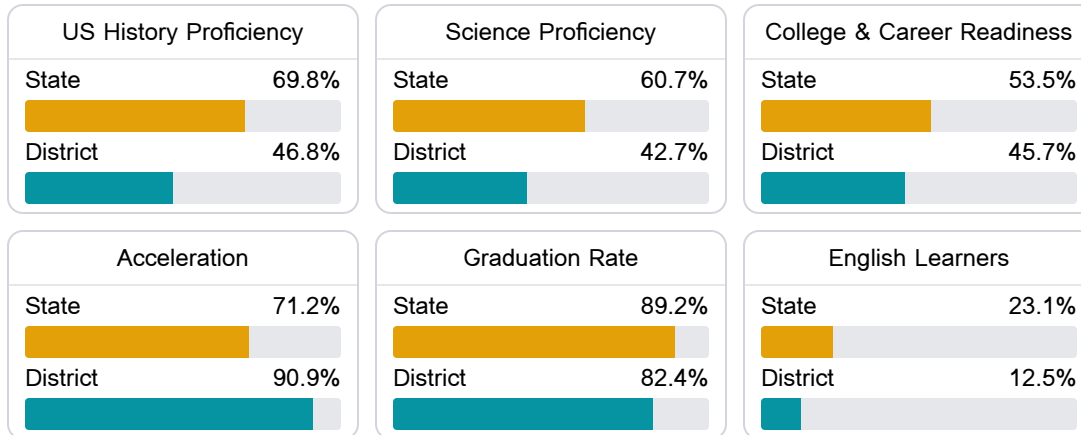 US History Proficiency
State 69.8%
District 46.8%
Science Proficiency
State 60.7%
District 42.7%
College & Career Readiness
State 53.5%
District 45.7%
Acceleration
State 71.2%
District 90.9%
Graduation Rate
State 89.2%
District 82.4%
English Learners
State 23.1%
District 12.5%